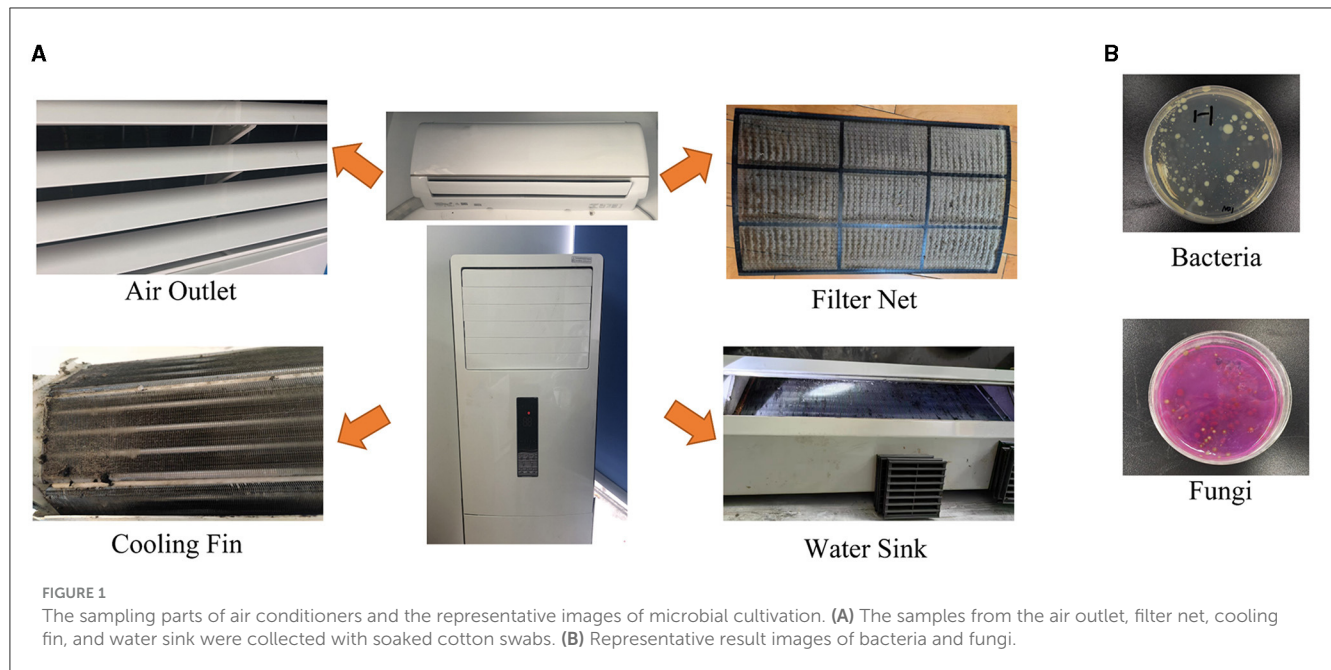 A
B
Air Outlet
Filter Net
Bacteria
Cooling Fin
Water Sink
Fungi
FIGURE 1
The sampling parts of air conditioners and the representative images of microbial cultivation. (A) The samples from the air outlet, filter net, cooling
fin, and water sink were collected with soaked cotton swabs. (B) Representative result images of bacteria and fungi.